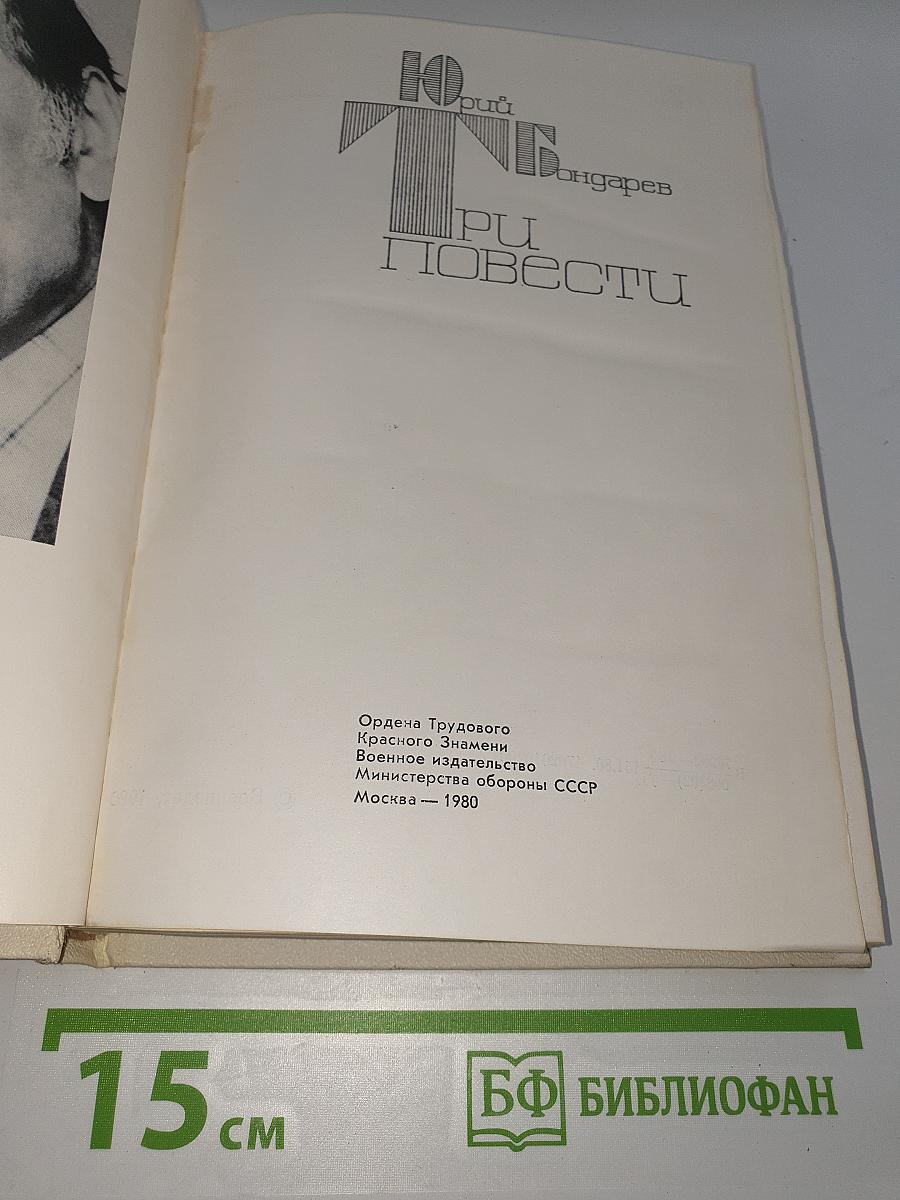 Юрий
Бондарев
Три
повести
Ордена Трудового
Красного Знамени
Военное издательство
Министерства обороны СССР
Москва — 1980
15 см
БФ БИБЛИОФАН